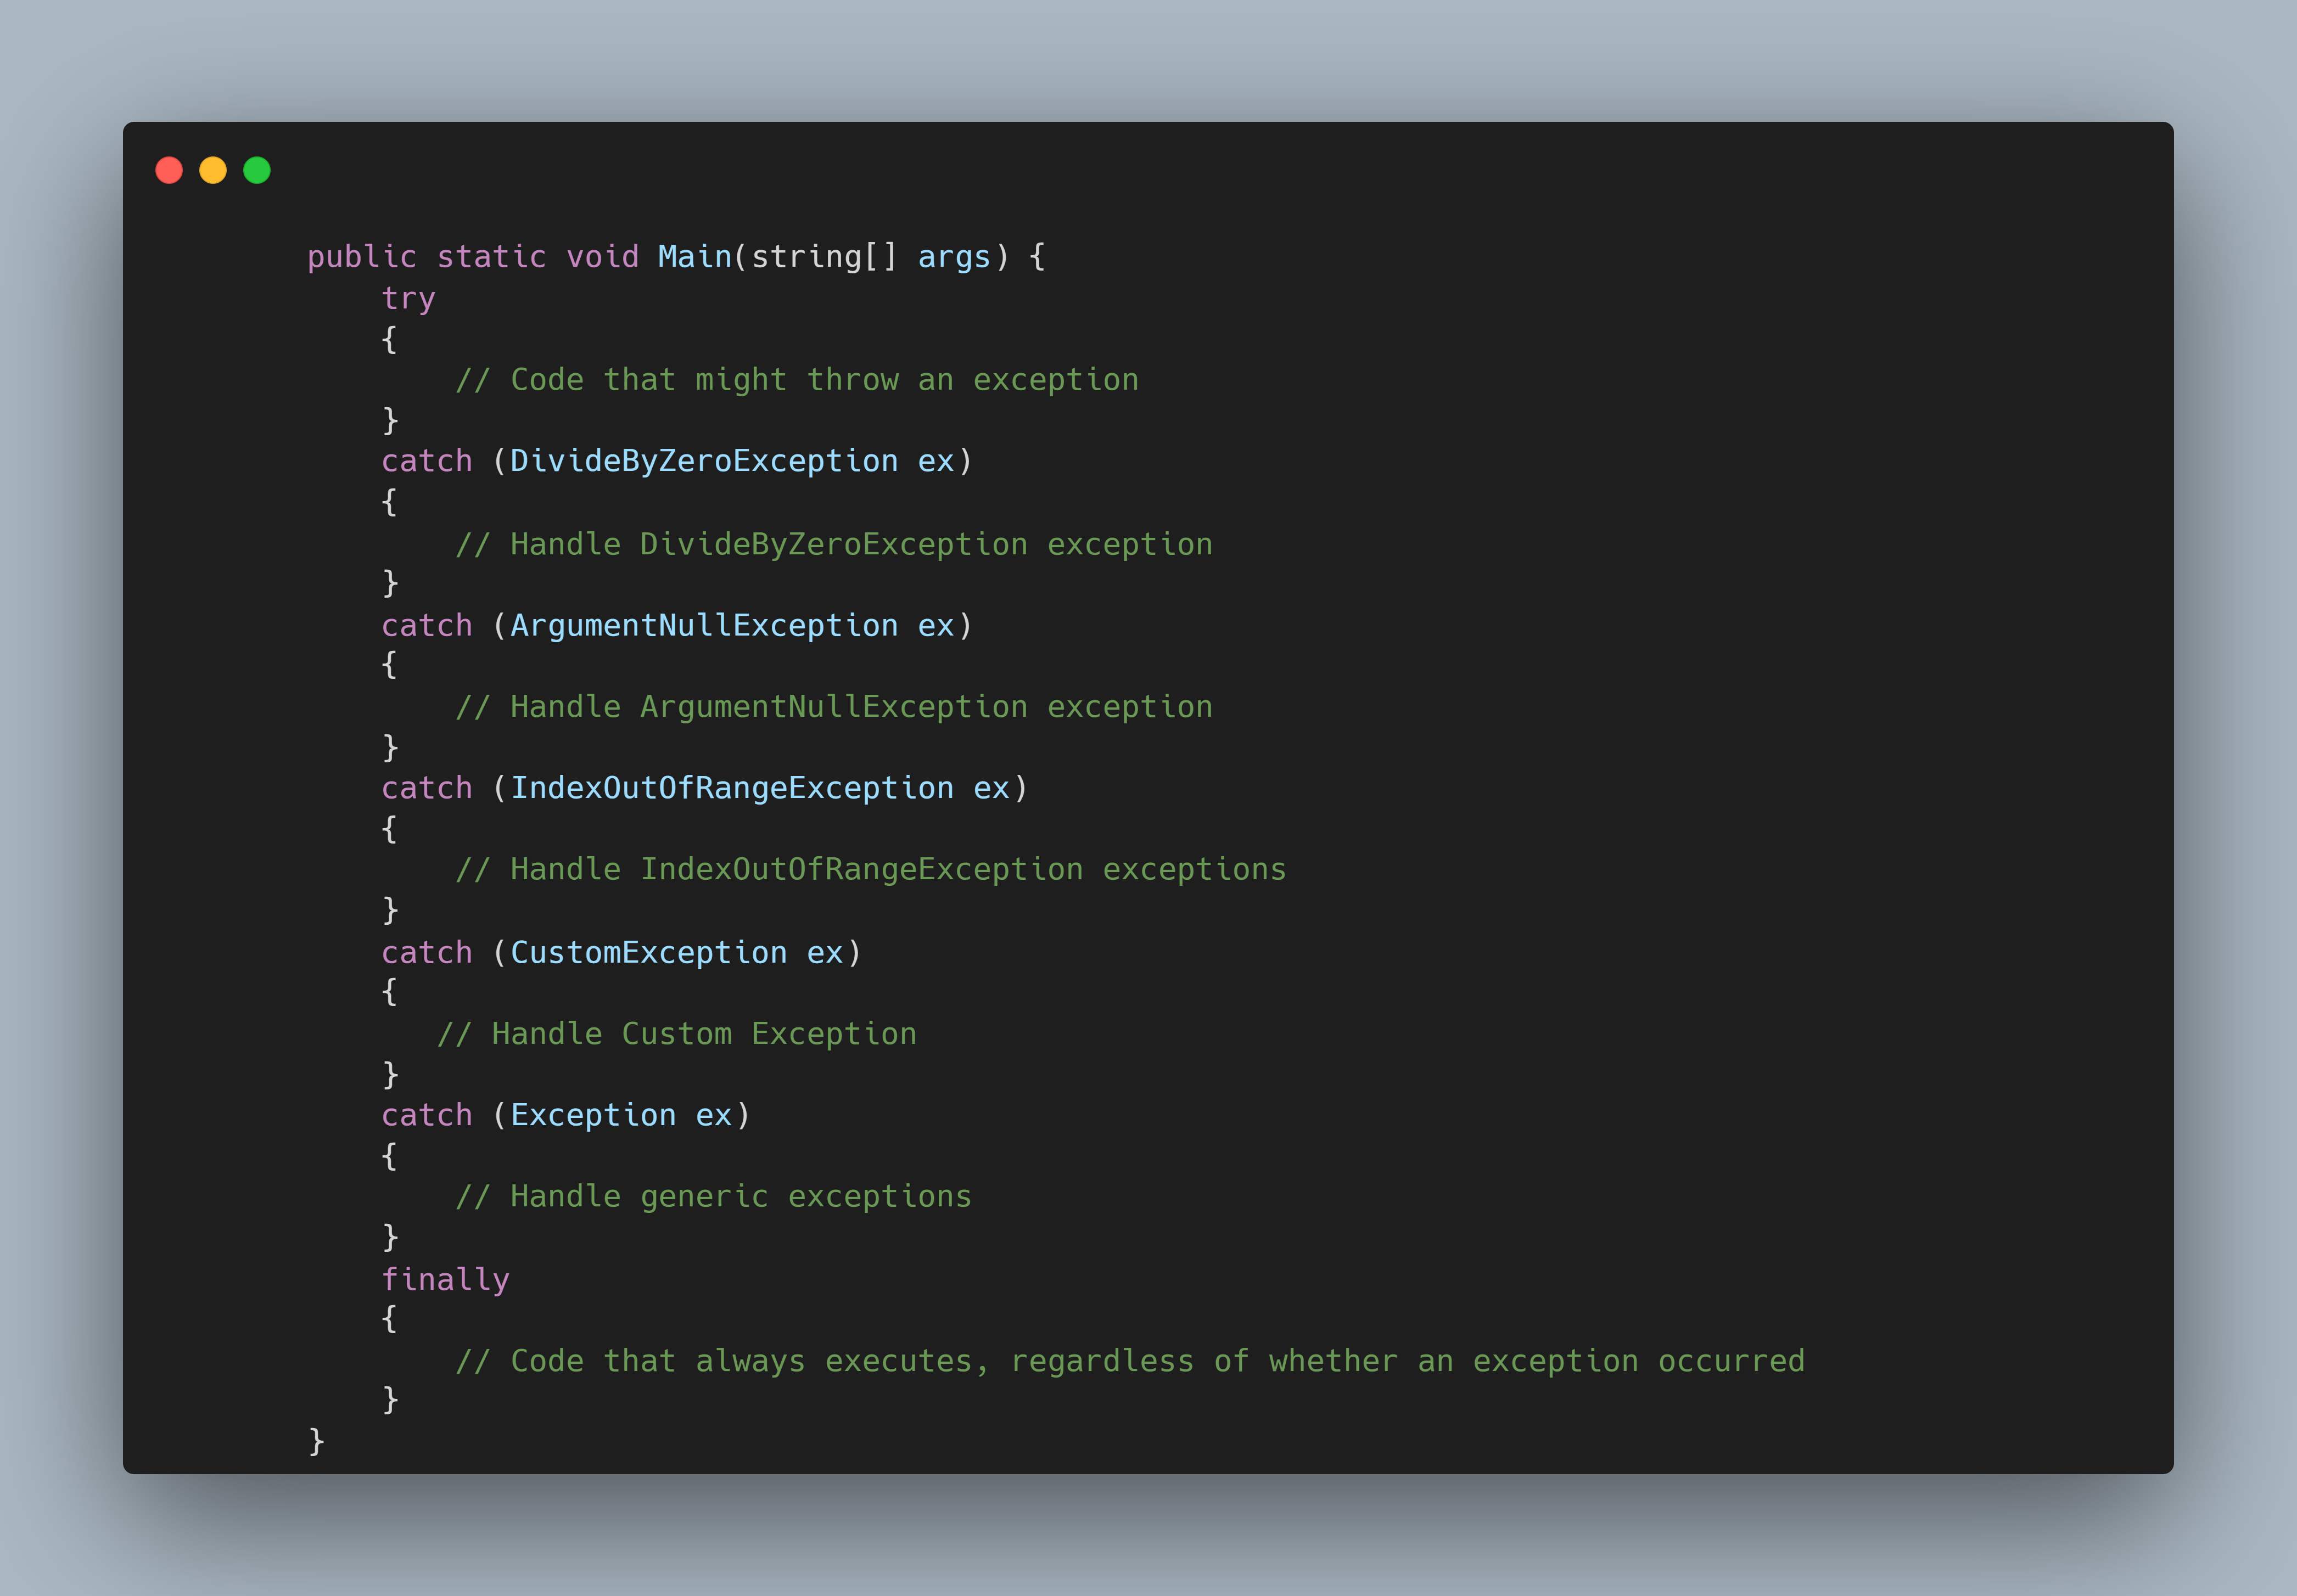 public static void Main(string[] args) {
    try
    {
        // Code that might throw an exception
    }
    catch (DivideByZeroException ex)
    {
        // Handle DivideByZeroException exception
    }
    catch (ArgumentNullException ex)
    {
        // Handle ArgumentNullException exception
    }
    catch (IndexOutOfRangeException ex)
    {
        // Handle IndexOutOfRangeException exceptions
    }
    catch (CustomException ex)
    {
       // Handle Custom Exception
    }
    catch (Exception ex)
    {
        // Handle generic exceptions
    }
    finally
    {
        // Code that always executes, regardless of whether an exception occurred
    }
}